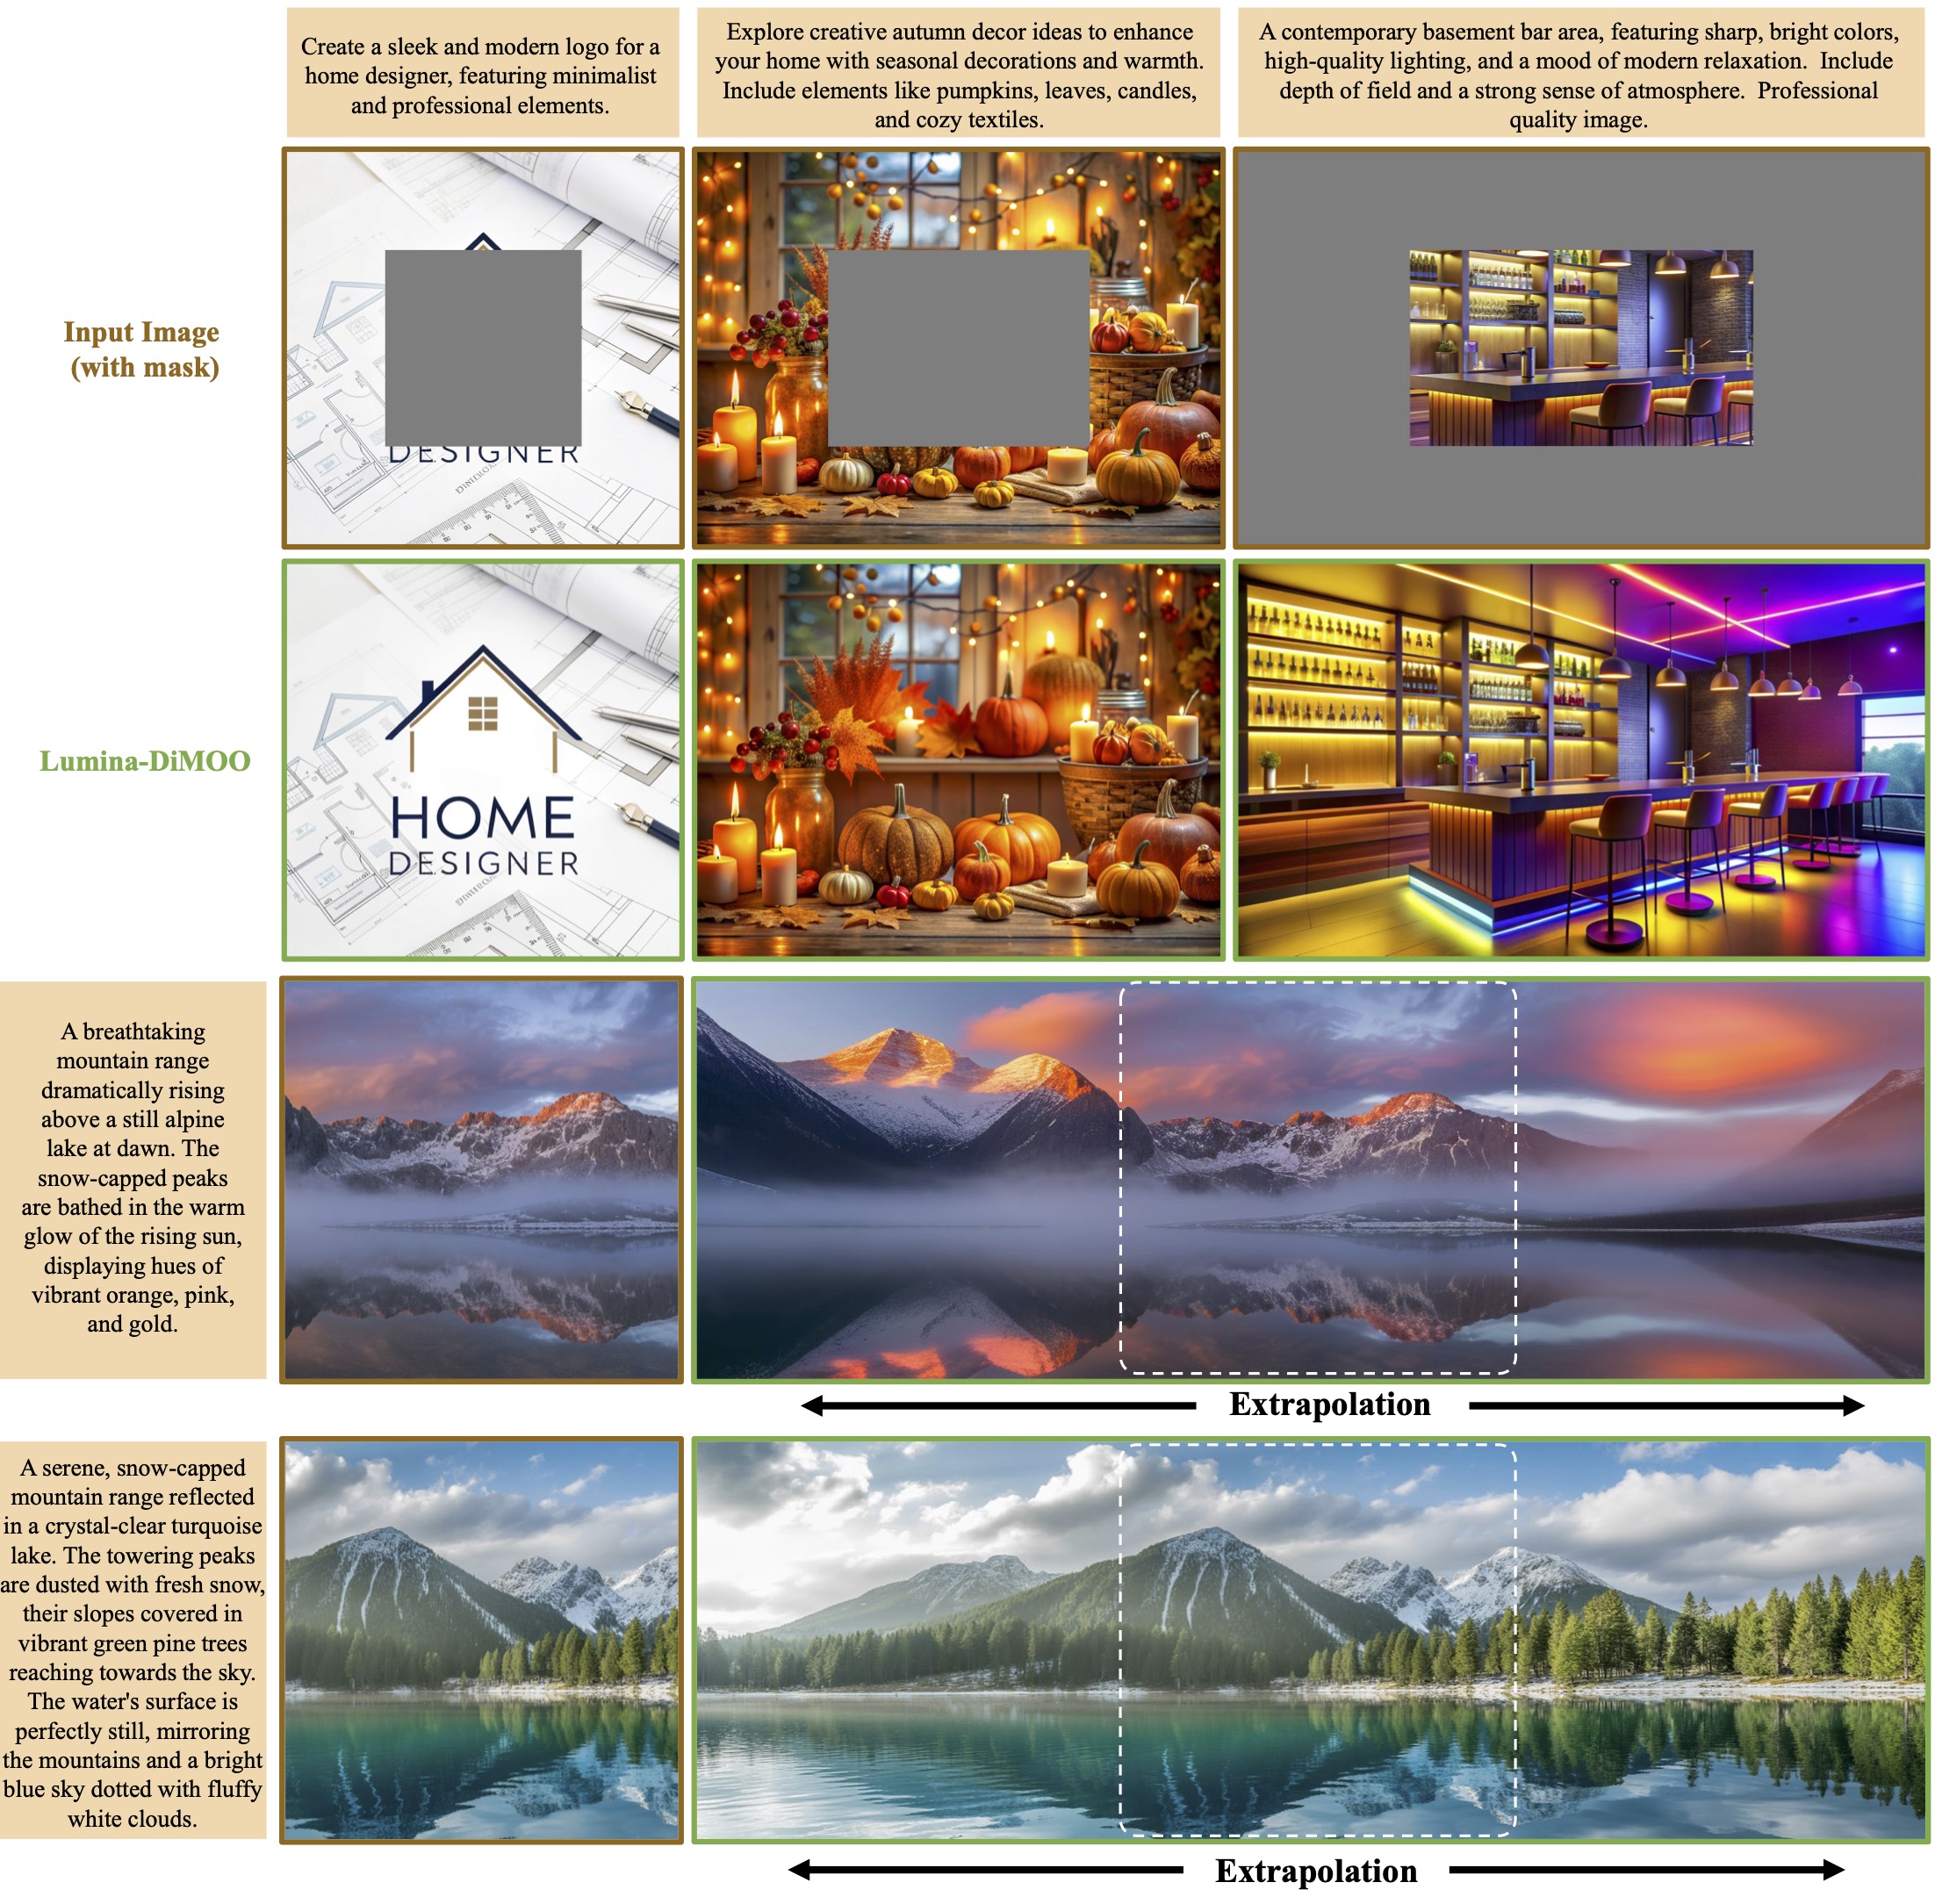 Create a sleek and modern logo for a
home designer, featuring minimalist
and professional elements.
Explore creative autumn decor ideas to enhance
your home with seasonal decorations and warmth.
Include elements like pumpkins, leaves, candles,
and cozy textiles.
A contemporary basement bar area, featuring sharp, bright colors,
high-quality lighting, and a mood of modern relaxation.  Include
depth of field and a strong sense of atmosphere.  Professional
quality image.
Input Image
(with mask)
DESIGNER
Lumina-DiMOO
HOME
DESIGNER
A breathtaking
mountain range
dramatically rising
above a still alpine
lake at dawn. The
snow-capped peaks
are bathed in the warm
glow of the rising sun,
displaying hues of
vibrant orange, pink,
and gold.
Extrapolation
A serene, snow-capped
mountain range reflected
in a crystal-clear turquoise
lake. The towering peaks
are dusted with fresh snow,
their slopes covered in
vibrant green pine trees
reaching towards the sky.
The water's surface is
perfectly still, mirroring
the mountains and a bright
blue sky dotted with fluffy
white clouds.
Extrapolation